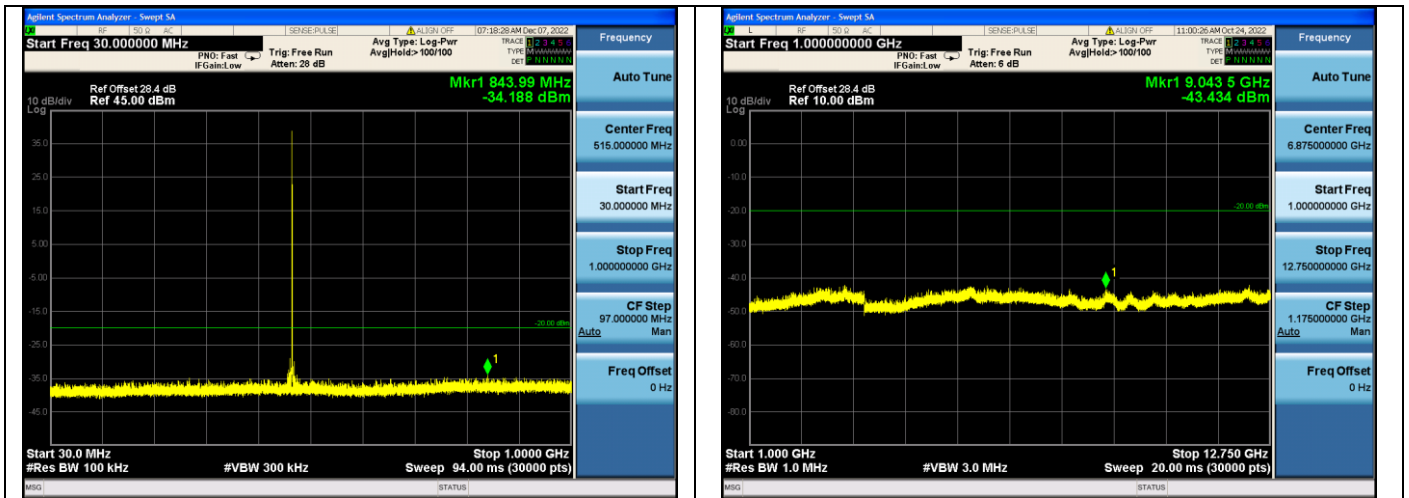 Agilent Spectrum Analyzer - Swept SA
RF 50 Ω AC SENSE:PULSE ALIGN OFF 07:18:28 AM Dec 07, 2022
Start Freq 30.000000 MHz
PNO: Fast
IFGain:Low
Trig: Free Run
Atten: 28 dB
Avg Type: Log-Pwr
Avg|Hold:>100/100
TRACE 1 2 3 4 5 6
TYPE
DET P N N N N N
Ref Offset 28.4 dB
10 dB/div Ref 45.00 dBm
Log
Mkr1 843.99 MHz
-34.188 dBm
35.0
25.0
15.0
5.00
-5.00
-15.0
-20.00 dBm
-25.0
1
-35.0
-45.0
Start 30.0 MHz Stop 1.0000 GHz
#Res BW 100 kHz #VBW 300 kHz Sweep 94.00 ms (30000 pts)
MSG STATUS
Frequency
Auto Tune
Center Freq
515.000000 MHz
Start Freq
30.000000 MHz
Stop Freq
1.000000000 GHz
CF Step
97.000000 MHz
Auto Man
Freq Offset
0 Hz
Agilent Spectrum Analyzer - Swept SA
L RF 50 Ω AC SENSE:PULSE ALIGN OFF 11:00:26 AM Oct 24, 2022
Start Freq 1.000000000 GHz
PNO: Fast
IFGain:Low
Trig: Free Run
Atten: 6 dB
Avg Type: Log-Pwr
Avg|Hold:>100/100
TRACE 1 2 3 4 5 6
TYPE
DET P N N N N N
Ref Offset 28.4 dB
10 dB/div Ref 10.00 dBm
Log
Mkr1 9.043 5 GHz
-43.434 dBm
0.00
-10.0
-20.0
-20.00 dBm
-30.0
-40.0
1
-50.0
-60.0
-70.0
-80.0
Start 1.000 GHz Stop 12.750 GHz
#Res BW 1.0 MHz #VBW 3.0 MHz Sweep 20.00 ms (30000 pts)
MSG STATUS
Frequency
Auto Tune
Center Freq
6.875000000 GHz
Start Freq
1.000000000 GHz
Stop Freq
12.750000000 GHz
CF Step
1.175000000 GHz
Auto Man
Freq Offset
0 Hz